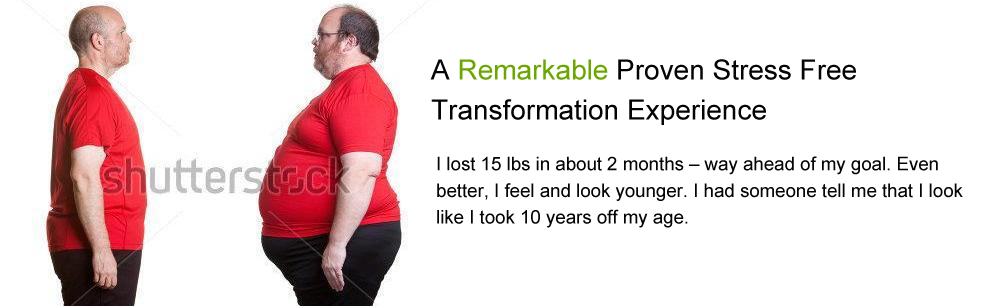 A Remarkable Proven Stress Free
Transformation Experience
I lost 15 lbs in about 2 months – way ahead of my goal. Even
better, I feel and look younger. I had someone tell me that I look
like I took 10 years off my age.
shutterstock